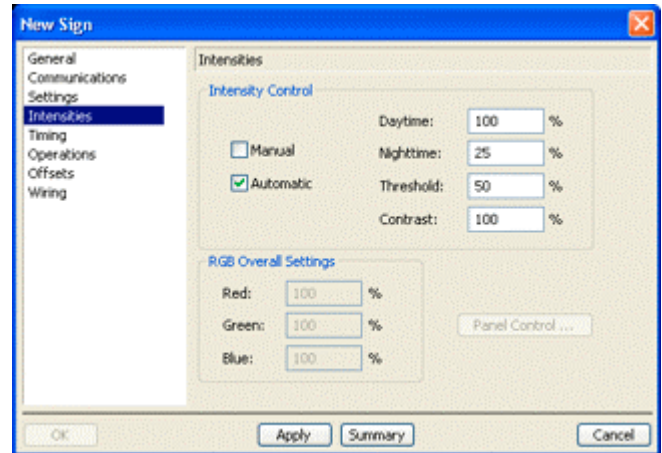 New Sign
General
Communications
Settings
Intensities
Timing
Operations
Offsets
Wiring
Intensities
Intensity Control
Manual
Automatic
Daytime: 100 %
Nighttime: 25 %
Threshold: 50 %
Contrast: 100 %
RGB Overall Settings
Red: 100 %
Green: 100 %
Blue: 100 %
Panel Control ...
OK Apply Summary Cancel